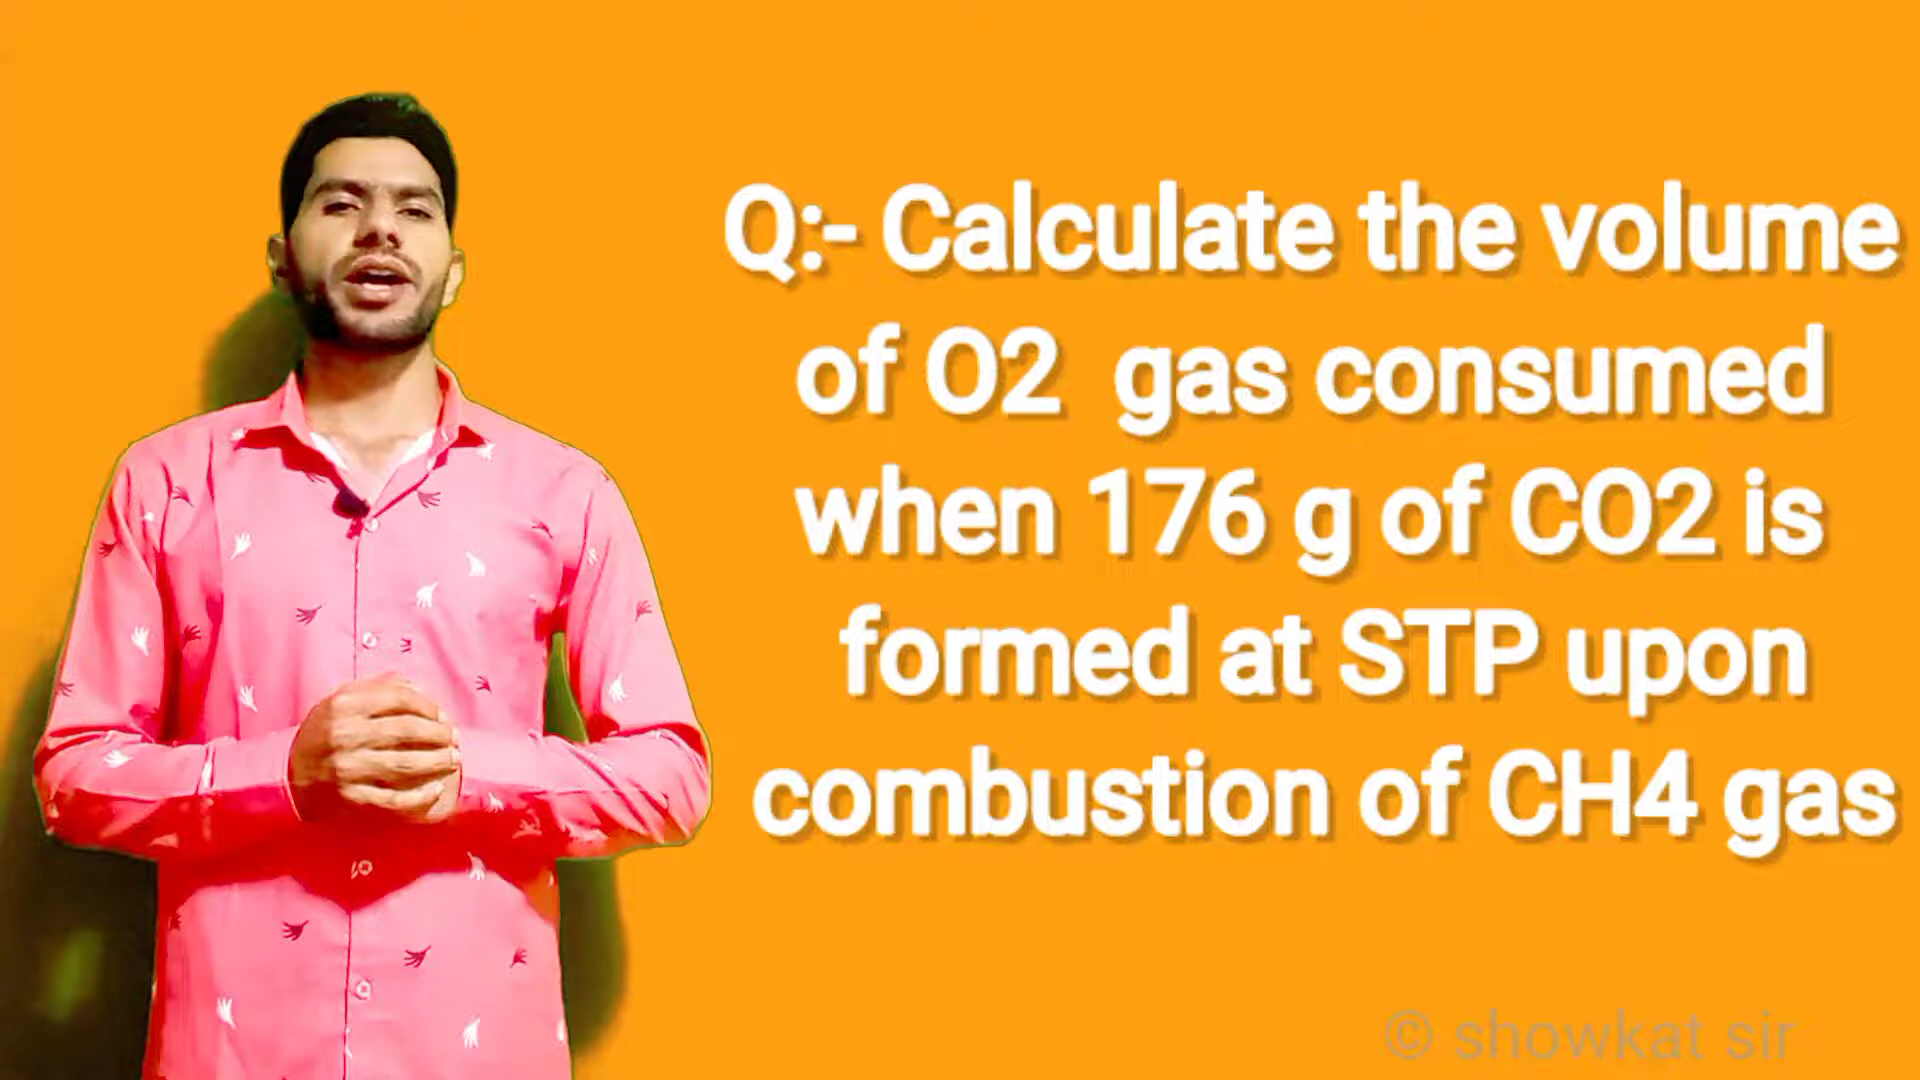 Q:- Calculate the volume
of O2 gas consumed
when 176 g of CO2 is
formed at STP upon
combustion of CH4 gas
© showkat sir